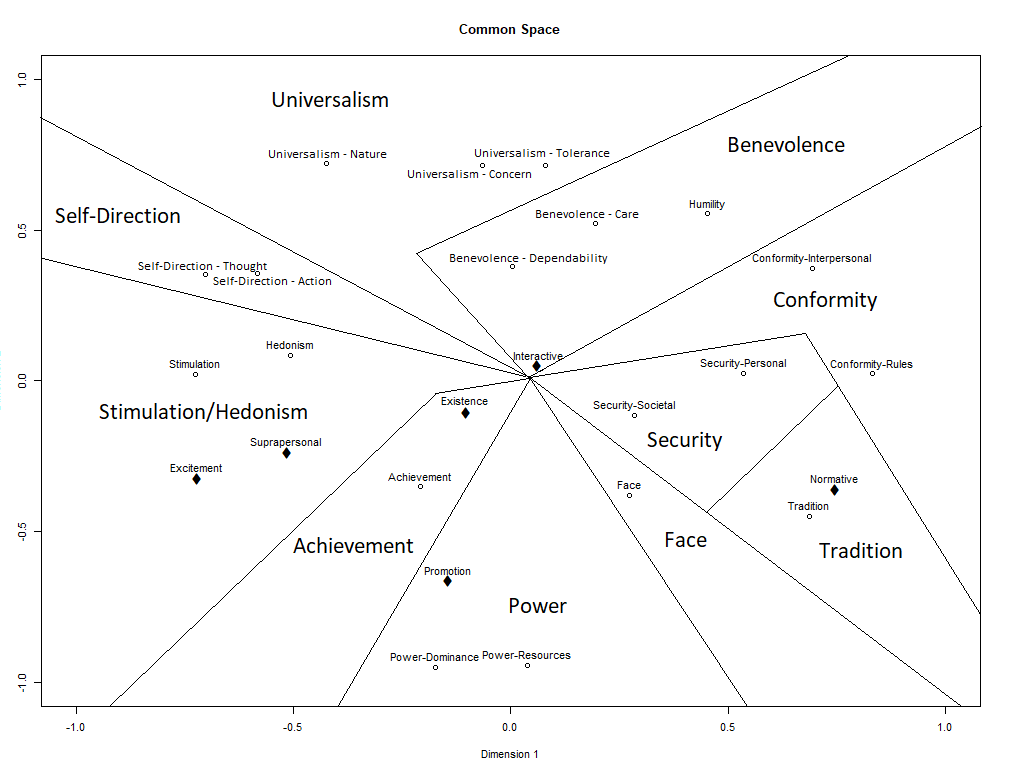 Common Space
1.0
Universalism
Benevolence
Universalism - Nature
Universalism - Tolerance
Universalism - Concern
Humility
Self-Direction
Benevolence - Care
0.5
Benevolence - Dependability
Conformity-Interpersonal
Self-Direction - Thought
Self-Direction - Action
Conformity
Hedonism
Interactive
Stimulation
Security-Personal
Conformity-Rules
0.0
Existence
Security-Societal
Stimulation/Hedonism
Suprapersonal
Security
Excitement
Achievement
Face
Normative
Tradition
-0.5
Achievement
Face
Tradition
Promotion
Power
Power-Dominance
Power-Resources
-1.0
-1.0
-0.5
0.0
0.5
1.0
Dimension 1